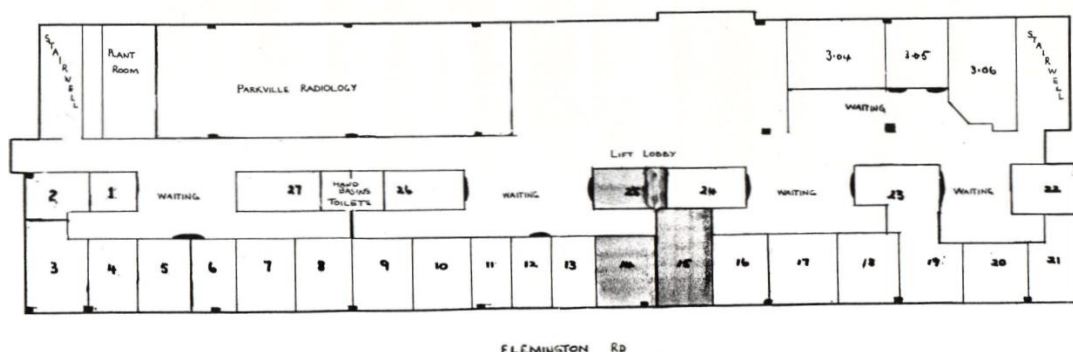 STAIRWELL
PLANT
ROOM
PARKVILLE RADIOLOGY
3.04
3.05
3.06
STAIRWELL
WAITING
LIFT LOBBY
2
1
WAITING
27
HAND
BASINS
TOILETS
26
WAITING
25
24
WAITING
23
WAITING
22
3
4
5
6
7
8
9
10
11
12
13
14
15
16
17
18
19
20
21
FLEMINGTON RD